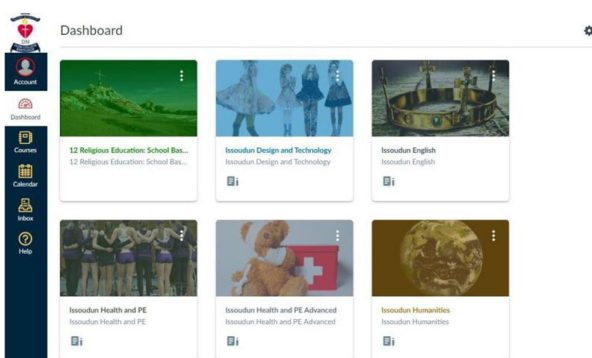 DN
Dashboard
Account
Dashboard
Courses
Calendar
Inbox
Help
12 Religious Education: School Bas...
12 Religious Education: School Bas...
Issoudun Design and Technology
Issoudun Design and Technology
Issoudun English
Issoudun English
Issoudun Health and PE
Issoudun Health and PE
Issoudun Health and PE Advanced
Issoudun Health and PE Advanced
Issoudun Humanities
Issoudun Humanities